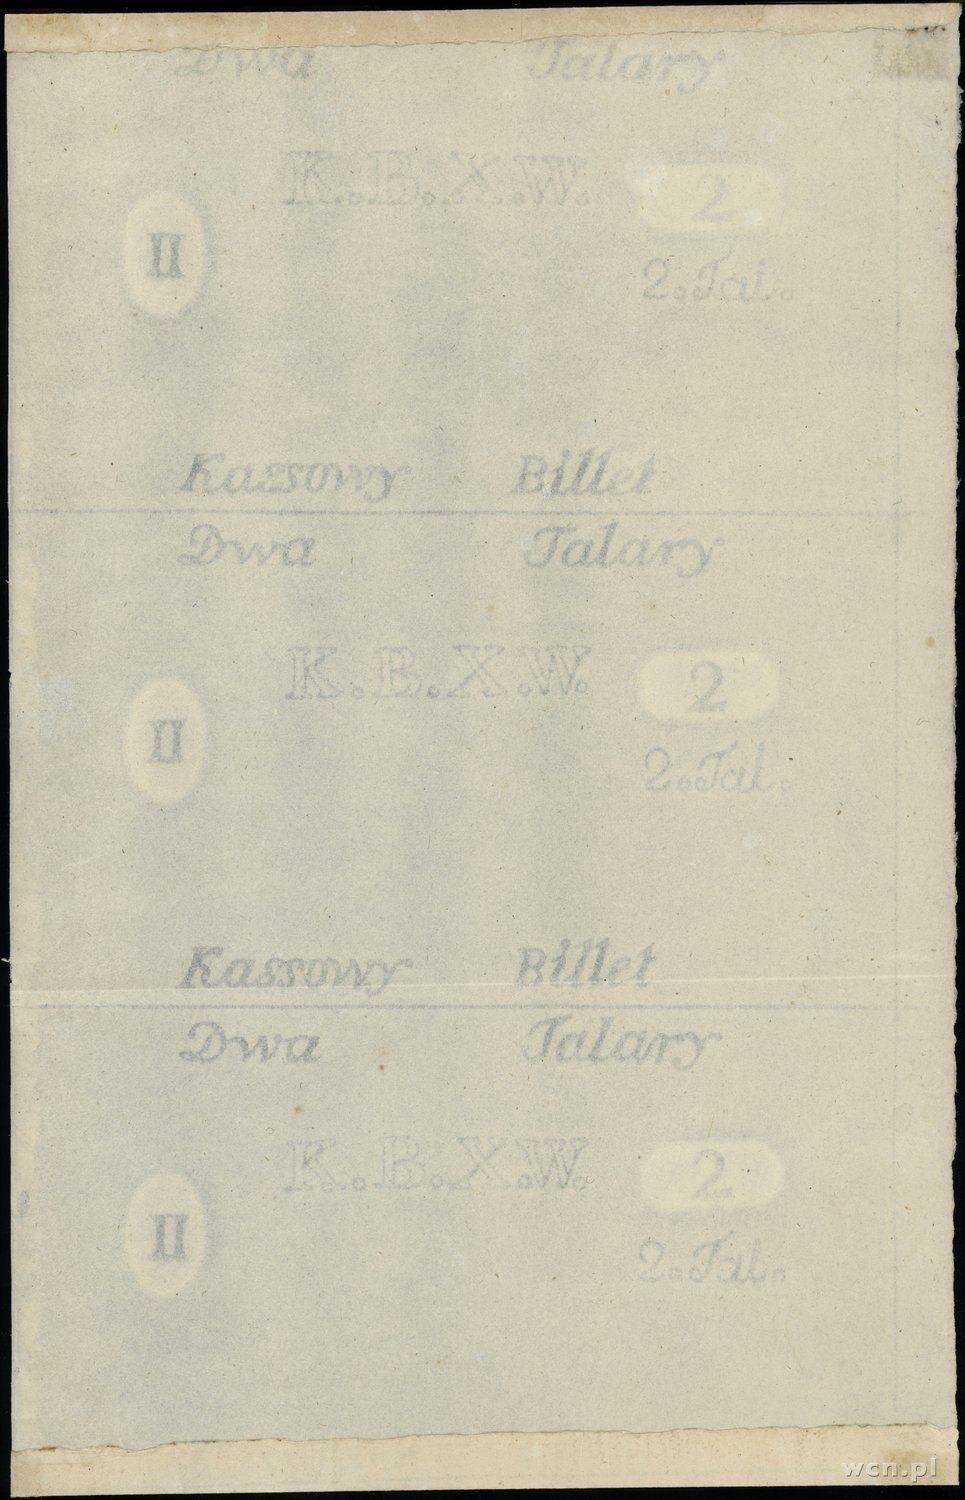 Dwa Talary
K.B.X.W. 2
II
2.Tal.
Kassowy Billet
Dwa Talary
K.B.X.W. 2
II
2.Tal.
Kassowy Billet
Dwa Talary
K.B.X.W. 2
II
2.Tal.
wcn.pl